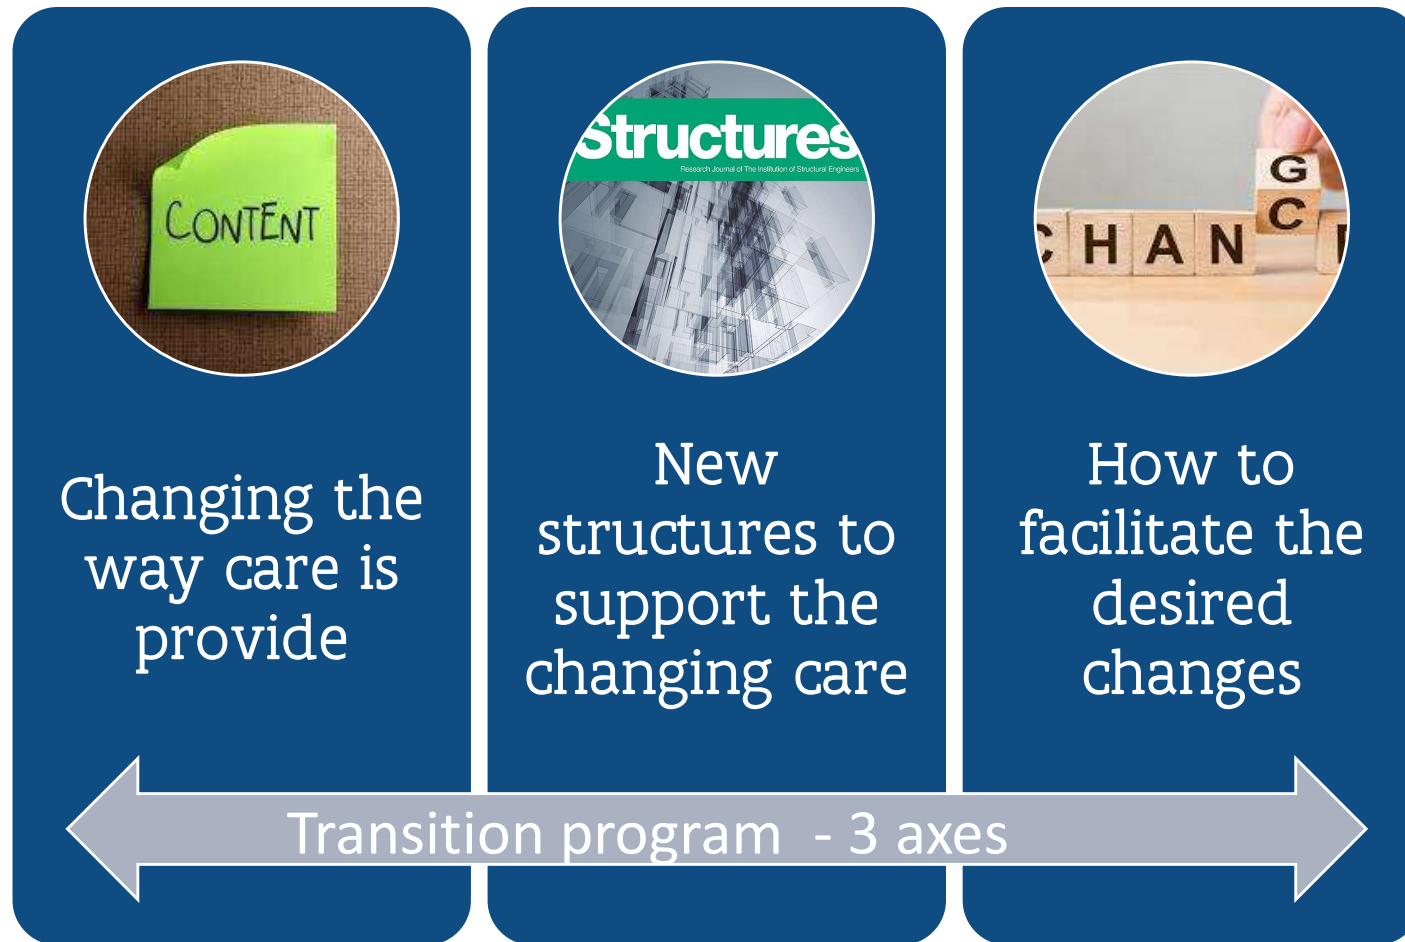 CONTENT
Changing the
way care is
provide
Structures
Research Journal of The Institution of Structural Engineers
New
structures to
support the
changing care
G
C
C H A N E
How to
facilitate the
desired
changes
Transition program - 3 axes